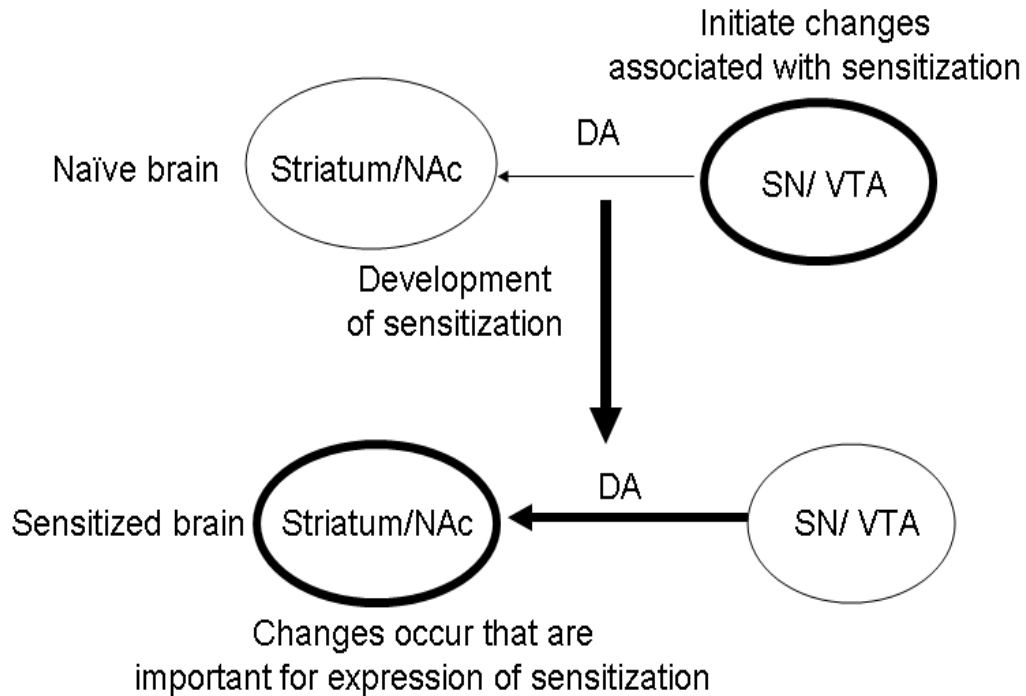 Initiate changes
associated with sensitization
DA
Naïve brain
Striatum/NAc
SN/ VTA
Development
of sensitization
DA
Sensitized brain
Striatum/NAc
SN/ VTA
Changes occur that are
important for expression of sensitization